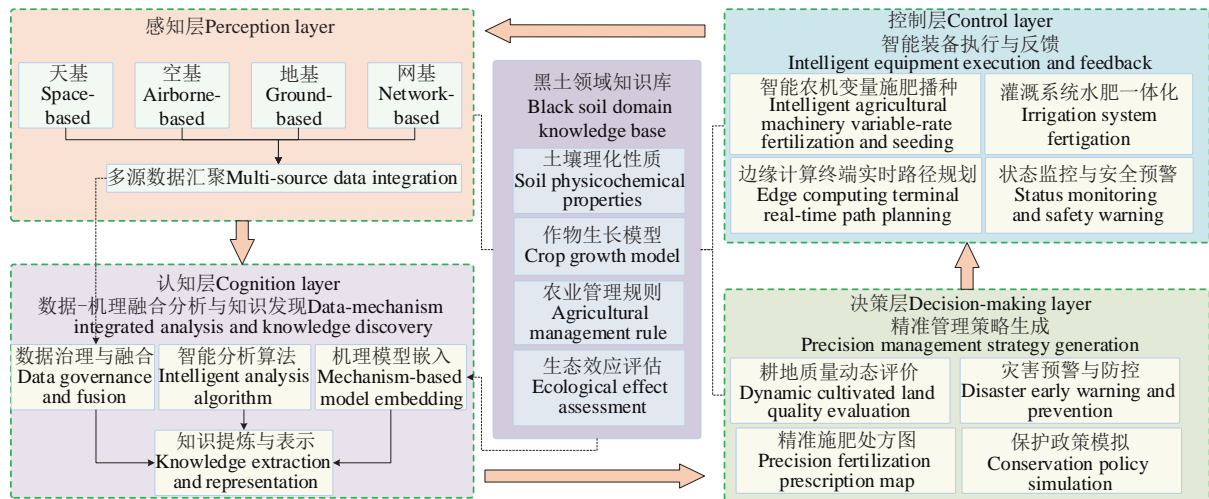 感知层Perception layer
天基
Space-
based
空基
Airborne-
based
地基
Ground-
based
网基
Network-
based
多源数据汇聚Multi-source data integration
认知层Cognition layer
数据-机理融合分析与知识发现Data-mechanism
integrated analysis and knowledge discovery
数据治理与融合
Data governance
and fusion
智能分析算法
Intelligent analysis
algorithm
机理模型嵌入
Mechanism-based
model embedding
知识提炼与表示
Knowledge extraction
and representation
黑土领域知识库
Black soil domain
knowledge base
土壤理化性质
Soil physicochemical
properties
作物生长模型
Crop growth model
农业管理规则
Agricultural
management rule
生态效应评估
Ecological effect
assessment
控制层Control layer
智能装备执行与反馈
Intelligent equipment execution and feedback
智能农机变量施肥播种
Intelligent agricultural
machinery variable-rate
fertilization and seeding
灌溉系统水肥一体化
Irrigation system
fertigation
边缘计算终端实时路径规划
Edge computing terminal
real-time path planning
状态监控与安全预警
Status monitoring
and safety warning
决策层Decision-making layer
精准管理策略生成
Precision management strategy generation
耕地质量动态评价
Dynamic cultivated land
quality evaluation
灾害预警与防控
Disaster early warning and
prevention
精准施肥处方图
Precision fertilization
prescription map
保护政策模拟
Conservation policy
simulation